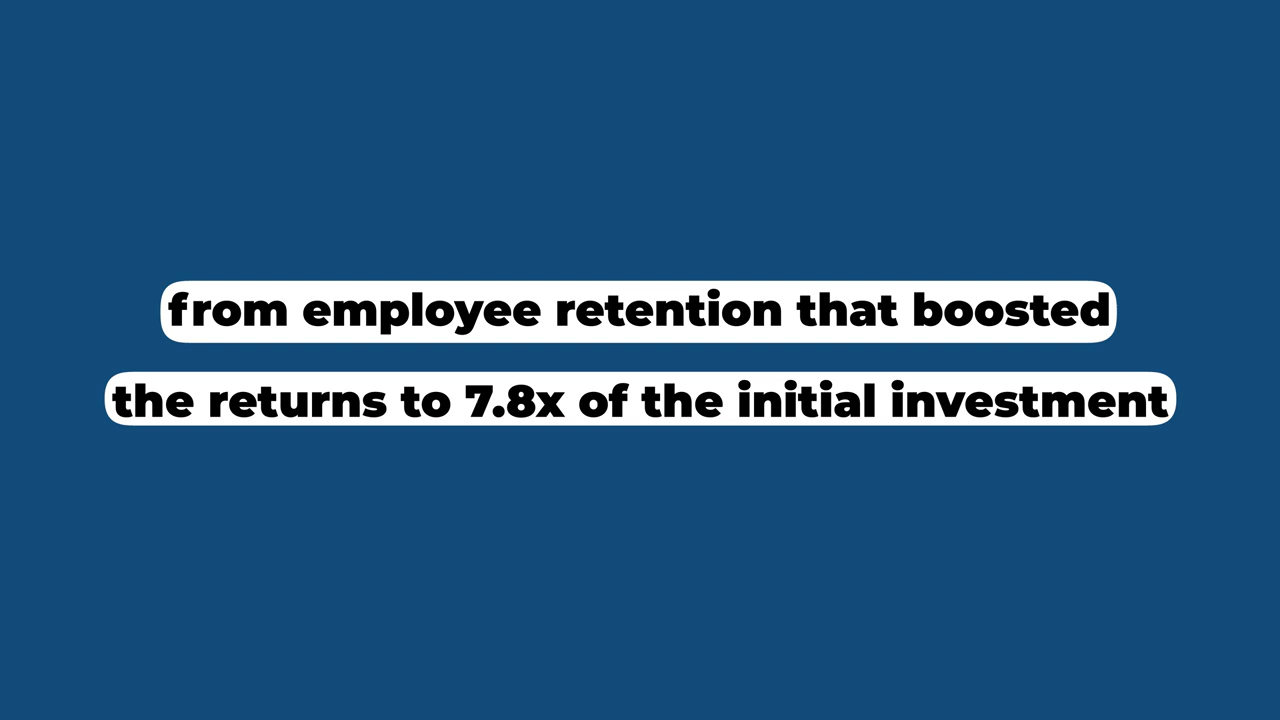 from employee retention that boosted
the returns to 7.8x of the initial investment